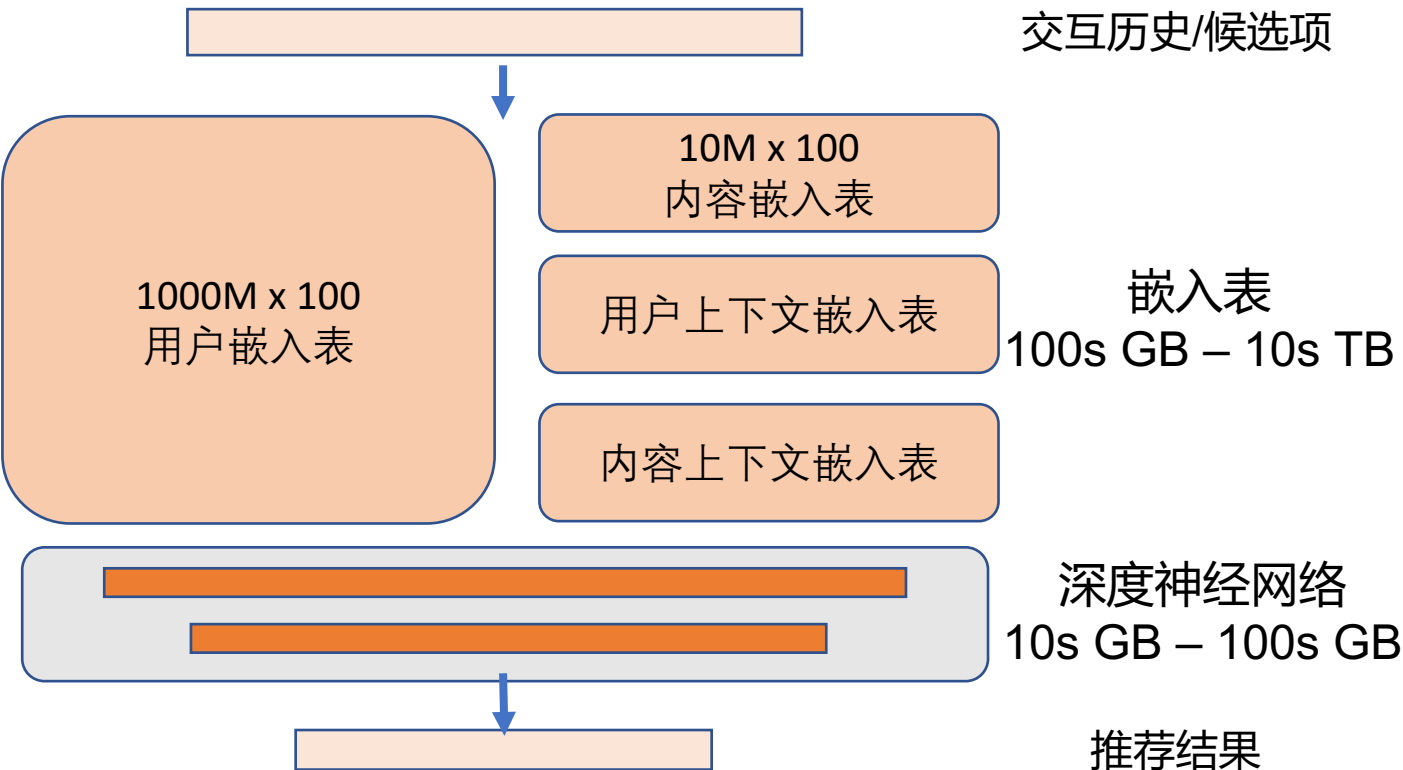 交互历史/候选项
10M x 100
内容嵌入表
1000M x 100
用户嵌入表
用户上下文嵌入表
内容上下文嵌入表
嵌入表
100s GB – 10s TB
深度神经网络
10s GB – 100s GB
推荐结果